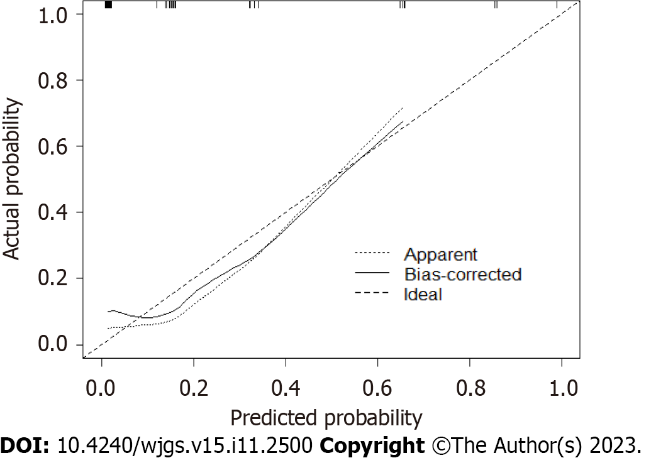 1.0
0.8
0.6
0.4
0.2
0.0
Actual probability
Apparent
Bias-corrected
Ideal
0.0 0.2 0.4 0.6 0.8 1.0
Predicted probability
DOI: 10.4240/wjgs.v15.i11.2500 Copyright ©The Author(s) 2023.